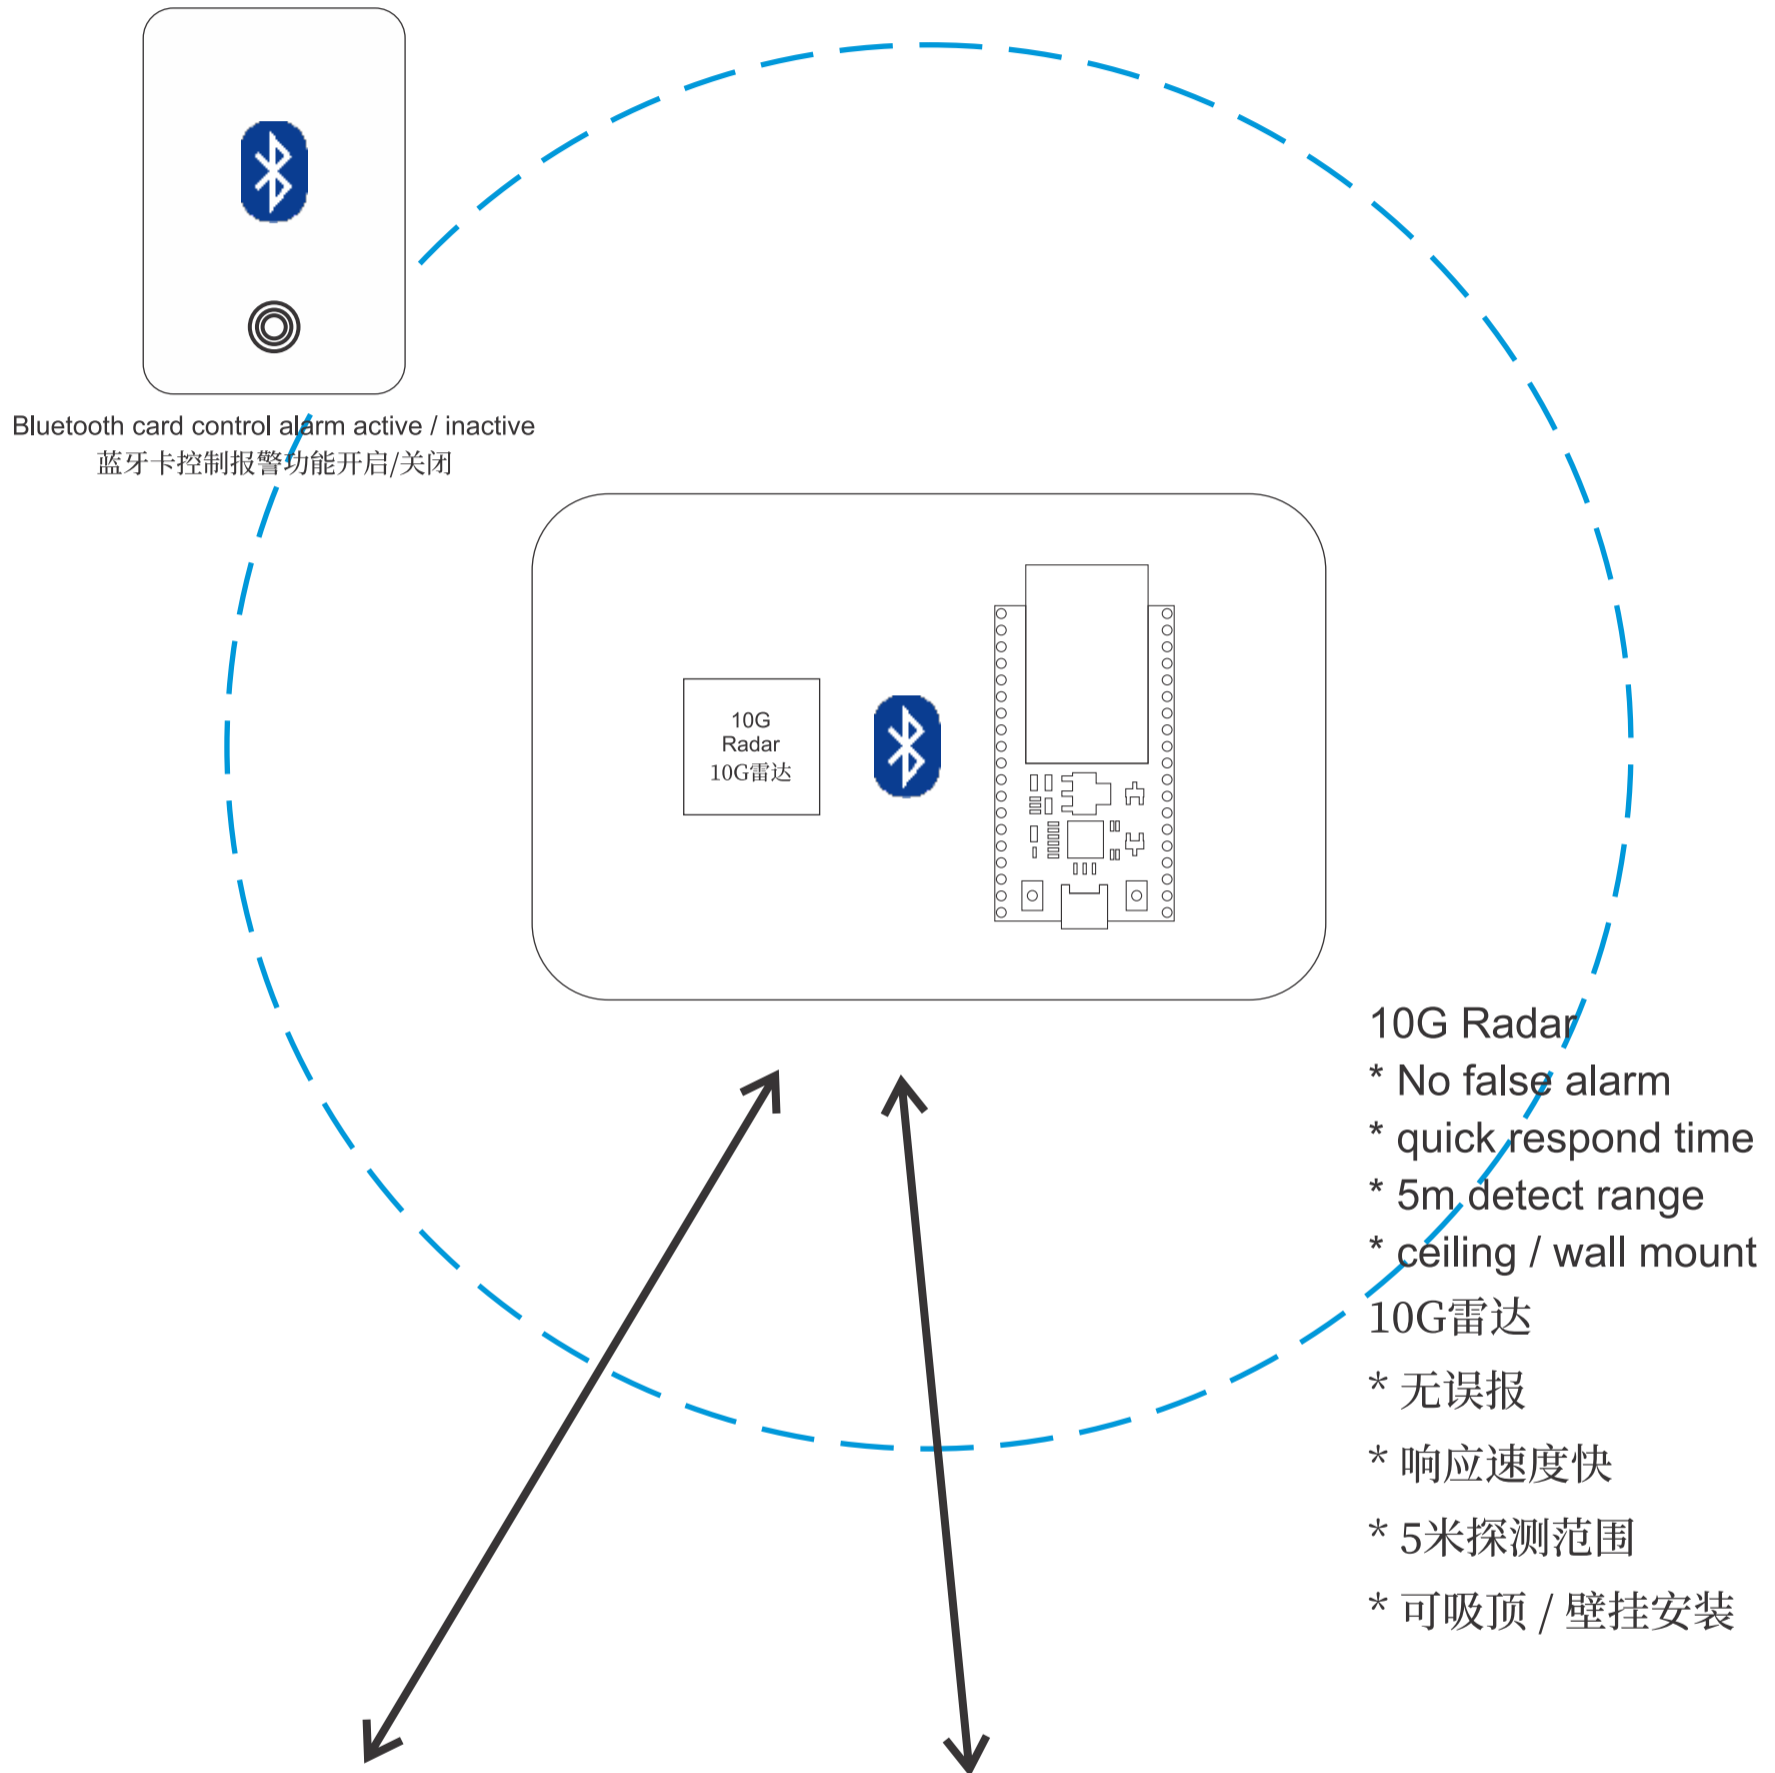 Bluetooth card control alarm active / inactive
蓝牙卡控制报警功能开启/关闭
10G
Radar
10G雷达
10G Radar
* No false alarm
* quick respond time
* 5m detect range
* ceiling / wall mount
10G雷达
* 无误报
* 响应速度快
* 5米探测范围
* 可吸顶 / 壁挂安装